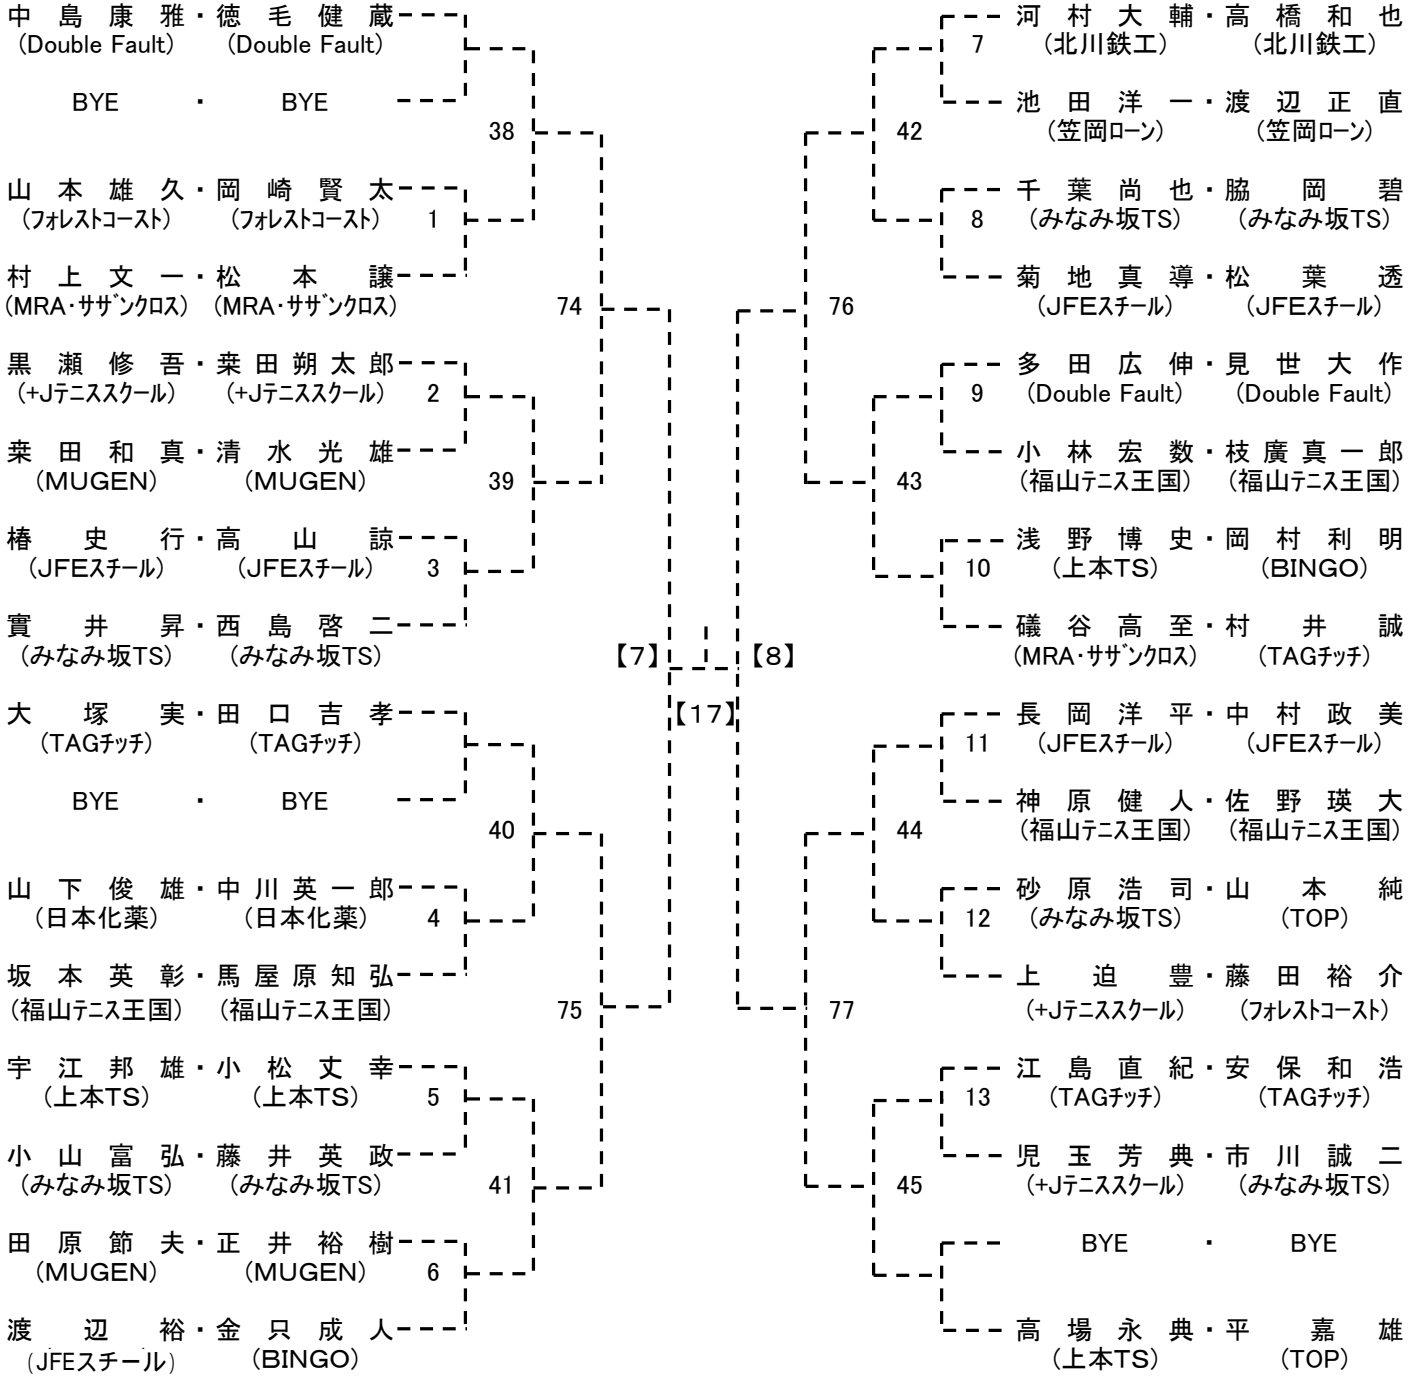 中島康雅・徳毛健蔵
(Double Fault) (Double Fault)
BYE ・ BYE
38
山本雄久・岡崎賢太
(フォレストコースト) (フォレストコースト) 1
村上文一・松本譲
(MRA・サザンクロス) (MRA・サザンクロス)
74
黒瀬修吾・桒田朔太郎
(+Jテニススクール) (+Jテニススクール) 2
桒田和真・清水光雄
(MUGEN) (MUGEN)
39
椿史行・高山諒
(JFEスチール) (JFEスチール) 3
實井昇・西島啓二
(みなみ坂TS) (みなみ坂TS)
【7】
大塚実・田口吉孝
(TAGチッチ) (TAGチッチ)
BYE ・ BYE
40
山下俊雄・中川英一郎
(日本化薬) (日本化薬) 4
坂本英彰・馬屋原知弘
(福山テニス王国) (福山テニス王国)
75
宇江邦雄・小松丈幸
(上本TS) (上本TS) 5
小山富弘・藤井英政
(みなみ坂TS) (みなみ坂TS)
41
田原節夫・正井裕樹
(MUGEN) (MUGEN) 6
渡辺裕・金只成人
(JFEスチール) (BINGO)
【17】
河村大輔・高橋和也
7 (北川鉄工) (北川鉄工)
池田洋一・渡辺正直
(笠岡ローン) (笠岡ローン)
42
千葉尚也・脇岡碧
8 (みなみ坂TS) (みなみ坂TS)
菊地真導・松葉透
(JFEスチール) (JFEスチール)
76
多田広伸・見世大作
9 (Double Fault) (Double Fault)
小林宏数・枝廣真一郎
(福山テニス王国) (福山テニス王国)
43
浅野博史・岡村利明
10 (上本TS) (BINGO)
礒谷高至・村井誠
(MRA・サザンクロス) (TAGチッチ)
【8】
長岡洋平・中村政美
11 (JFEスチール) (JFEスチール)
神原健人・佐野瑛大
(福山テニス王国) (福山テニス王国)
44
砂原浩司・山本純
12 (みなみ坂TS) (TOP)
上迫豊・藤田裕介
(+Jテニススクール) (フォレストコースト)
77
江島直紀・安保和浩
13 (TAGチッチ) (TAGチッチ)
児玉芳典・市川誠二
(+Jテニススクール) (みなみ坂TS)
45
BYE ・ BYE
高場永典・平嘉雄
(上本TS) (TOP)